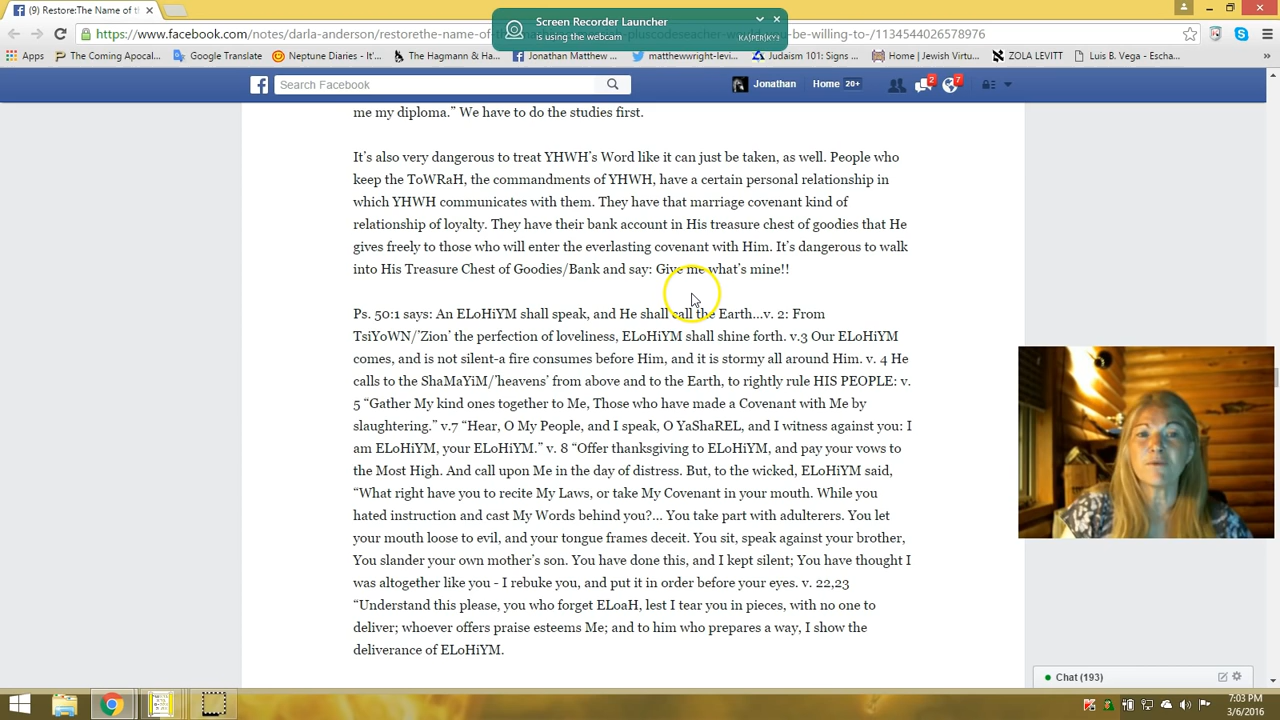 (9) Restore:The Name of t
Screen Recorder Launcher
is using the webcam
KASPERSKY
https://www.facebook.com/notes/darla-anderson/restorethe-name-of-
-pluscodeseacher-wo
be-willing-to-/1134544026578976
Apps
The Coming Apocal...
Google Translate
Neptune Diaries - It'...
The Hagmann & H...
Jonathan Matthew
matthewwright-levi...
Judaism 101: Signs ...
Home | Jewish Virtu...
ZOLA LEVITT
Luis B. Vega - Escha...
Search Facebook
Jonathan
Home 20+
2
7
me my diploma.” We have to do the studies first.
It’s also very dangerous to treat YHWH’s Word like it can just be taken, as well. People who
keep the ToWRaH, the commandments of YHWH, have a certain personal relationship in
which YHWH communicates with them. They have that marriage covenant kind of
relationship of loyalty. They have their bank account in His treasure chest of goodies that He
gives freely to those who will enter the everlasting covenant with Him. It’s dangerous to walk
into His Treasure Chest of Goodies/Bank and say: Give me what’s mine!!
Ps. 50:1 says: An ELoHiYM shall speak, and He shall call the Earth…v. 2: From
TsiYoWN/’Zion’ the perfection of loveliness, ELoHiYM shall shine forth. v.3 Our ELoHiYM
comes, and is not silent-a fire consumes before Him, and it is stormy all around Him. v. 4 He
calls to the ShaMaYiM/’heavens’ from above and to the Earth, to rightly rule HIS PEOPLE: v.
5 “Gather My kind ones together to Me, Those who have made a Covenant with Me by
slaughtering.” v.7 “Hear, O My People, and I speak, O YaShaREL, and I witness against you: I
am ELoHiYM, your ELoHiYM.” v. 8 “Offer thanksgiving to ELoHiYM, and pay your vows to
the Most High. And call upon Me in the day of distress. But, to the wicked, ELoHiYM said,
“What right have you to recite My Laws, or take My Covenant in your mouth. While you
hated instruction and cast My Words behind you?… You take part with adulterers. You let
your mouth loose to evil, and your tongue frames deceit. You sit, speak against your brother,
You slander your own mother’s son. You have done this, and I kept silent; You have thought I
was altogether like you - I rebuke you, and put it in order before your eyes. v. 22,23
“Understand this please, you who forget ELoaH, lest I tear you in pieces, with no one to
deliver; whoever offers praise esteems Me; and to him who prepares a way, I show the
deliverance of ELoHiYM.
Chat (193)
7:03 PM
3/6/2016